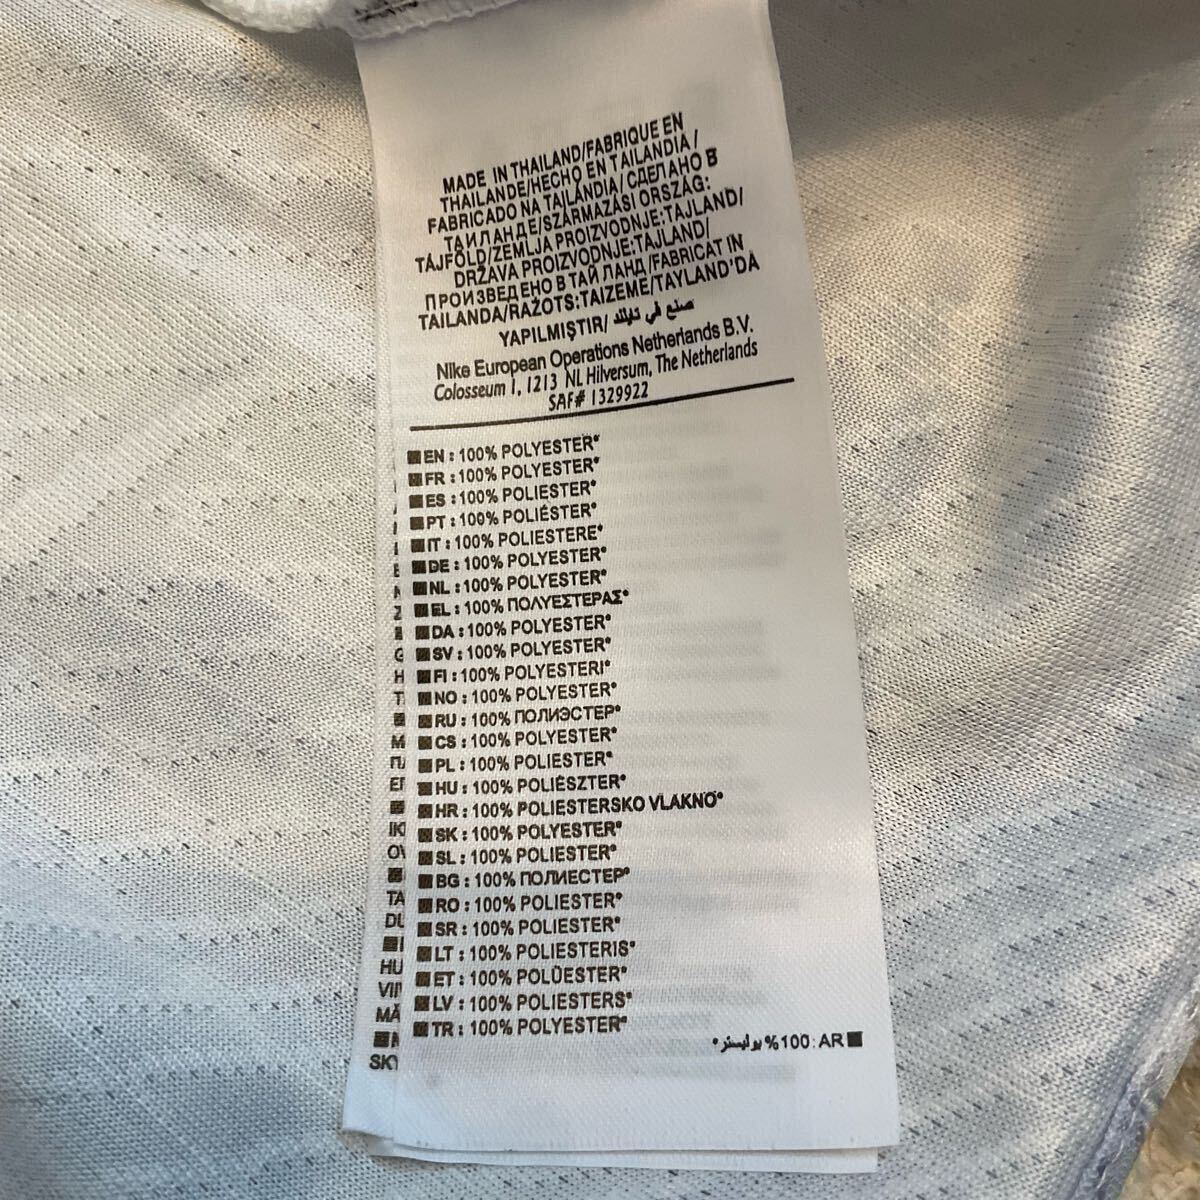 MADE IN THAILAND/FABRIQUE EN
THAILANDE/HECHO EN TAILANDIA/
FABRICADO NA TAJLÂNDIA/СДЕЛАНО В
ТАИЛАНДЕ/SZÁRMAZÁSI ORSZÁG:
TÁJFÖLD/ZEMLJA PROIZVODNJE:TAJLAND/
DRŽAVA PROIZVODNJE:TAJLAND/
ПРОИЗВЕДЕНО В ТАЙ ЛАНД/FABRICAT IN
TAILANDA/RAŽOTS:TAIZEME/TAYLAND'DA
YAPILMIŞTIR/ صنع في تايلاند
Nike European Operations Netherlands B.V.
Colosseum 1, 1213 NL Hilversum, The Netherlands
SAF# 1329922
EN : 100% POLYESTER*
FR : 100% POLYESTER*
ES : 100% POLIESTER*
PT : 100% POLIÉSTER*
IT : 100% POLIESTERE*
DE : 100% POLYESTER*
NL : 100% POLYESTER*
EL : 100% ΠΟΛΥΕΣΤΕΡΑΣ*
DA : 100% POLYESTER*
SV : 100% POLYESTER*
FI : 100% POLYESTERI*
NO : 100% POLYESTER*
RU : 100% ПОЛИЭСТЕР*
CS : 100% POLYESTER*
PL : 100% POLIESTER*
HU : 100% POLIÉSZTER*
HR : 100% POLIESTERSKO VLAKNO*
SK : 100% POLYESTER*
SL : 100% POLIESTER*
BG : 100% ПОЛИЕСТЕР*
RO : 100% POLIESTER*
SR : 100% POLIESTER*
LT : 100% POLIESTERIS*
ET : 100% POLÜESTER*
LV : 100% POLIESTERS*
TR : 100% POLYESTER*
AR :100% بوليستر*